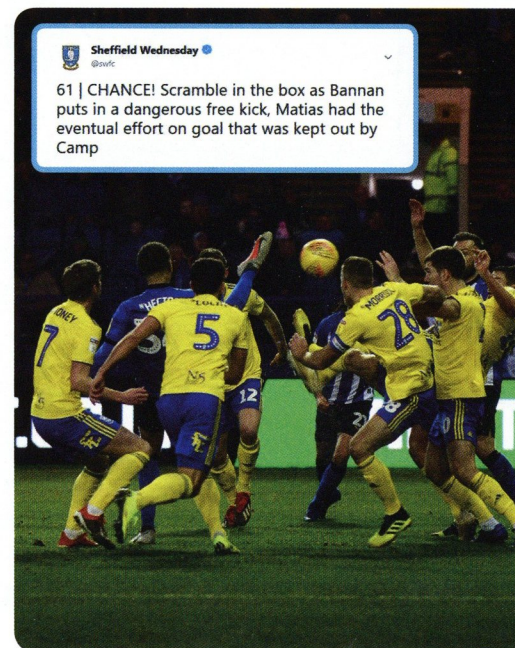 Sheffield Wednesday
@swfc
61 | CHANCE! Scramble in the box as Bannan
puts in a dangerous free kick, Matias had the
eventual effort on goal that was kept out by
Camp
7
5
12
28